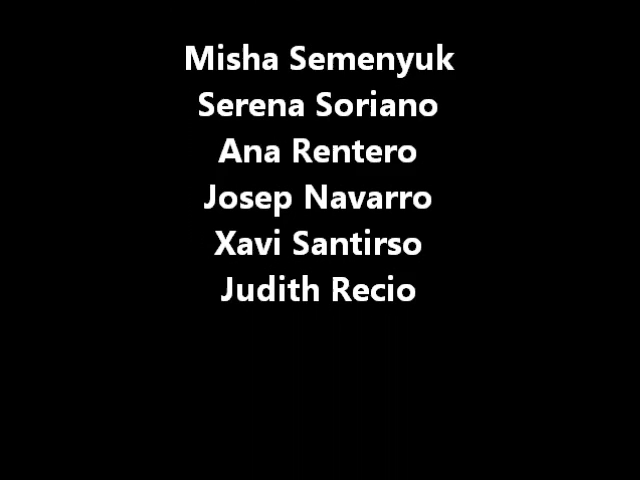 Misha Semenyuk
Serena Soriano
Ana Rentero
Josep Navarro
Xavi Santirso
Judith Recio